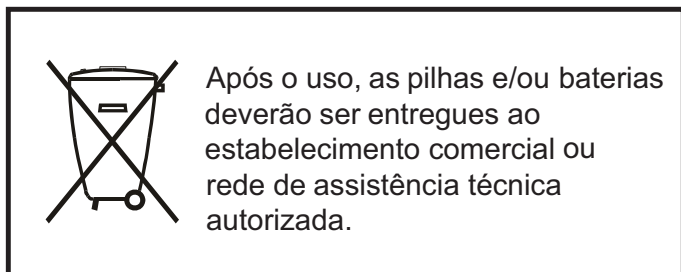 Após o uso, as pilhas e/ou baterias
deverão ser entregues ao
estabelecimento comercial ou
rede de assistência técnica
autorizada.